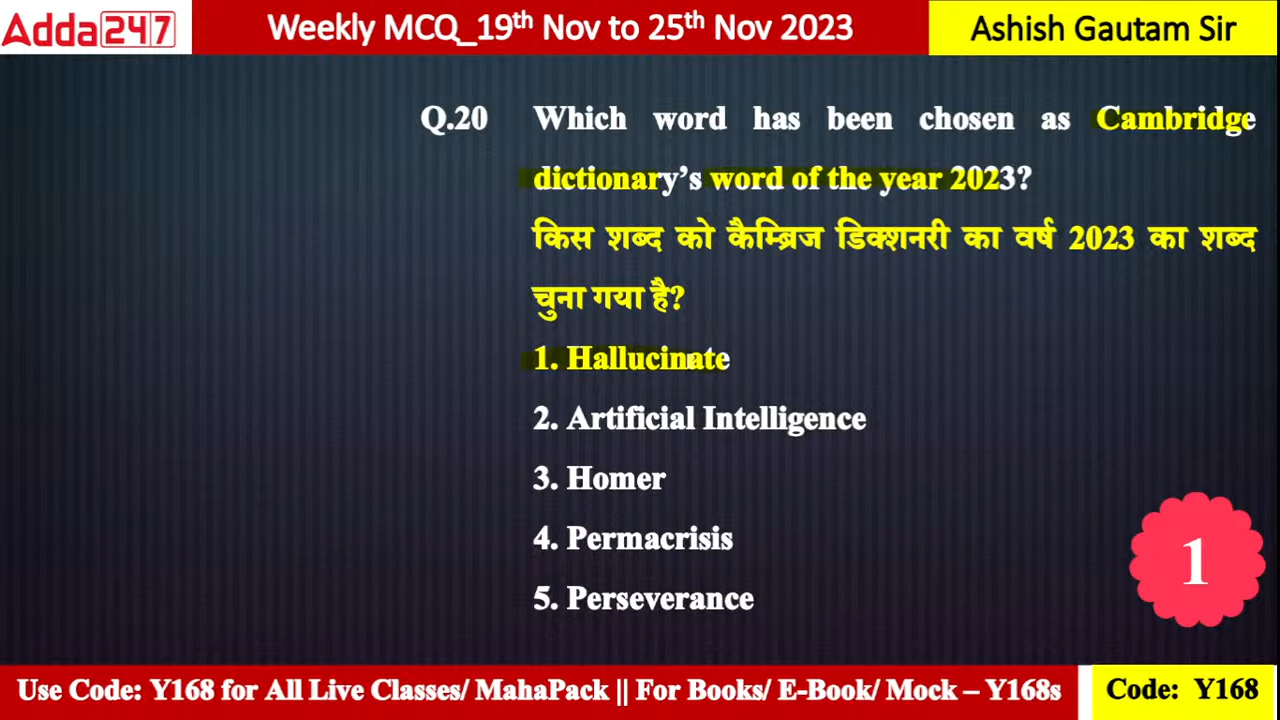 Adda247
Weekly MCQ_19th Nov to 25th Nov 2023
Ashish Gautam Sir
Q.20 Which word has been chosen as Cambridge
dictionary’s word of the year 2023?
किस शब्द को कैम्ब्रिज डिक्शनरी का वर्ष 2023 का शब्द
चुना गया है?
1. Hallucinate
2. Artificial Intelligence
3. Homer
4. Permacrisis
5. Perseverance
1
Use Code: Y168 for All Live Classes/ MahaPack || For Books/ E-Book/ Mock – Y168s
Code: Y168